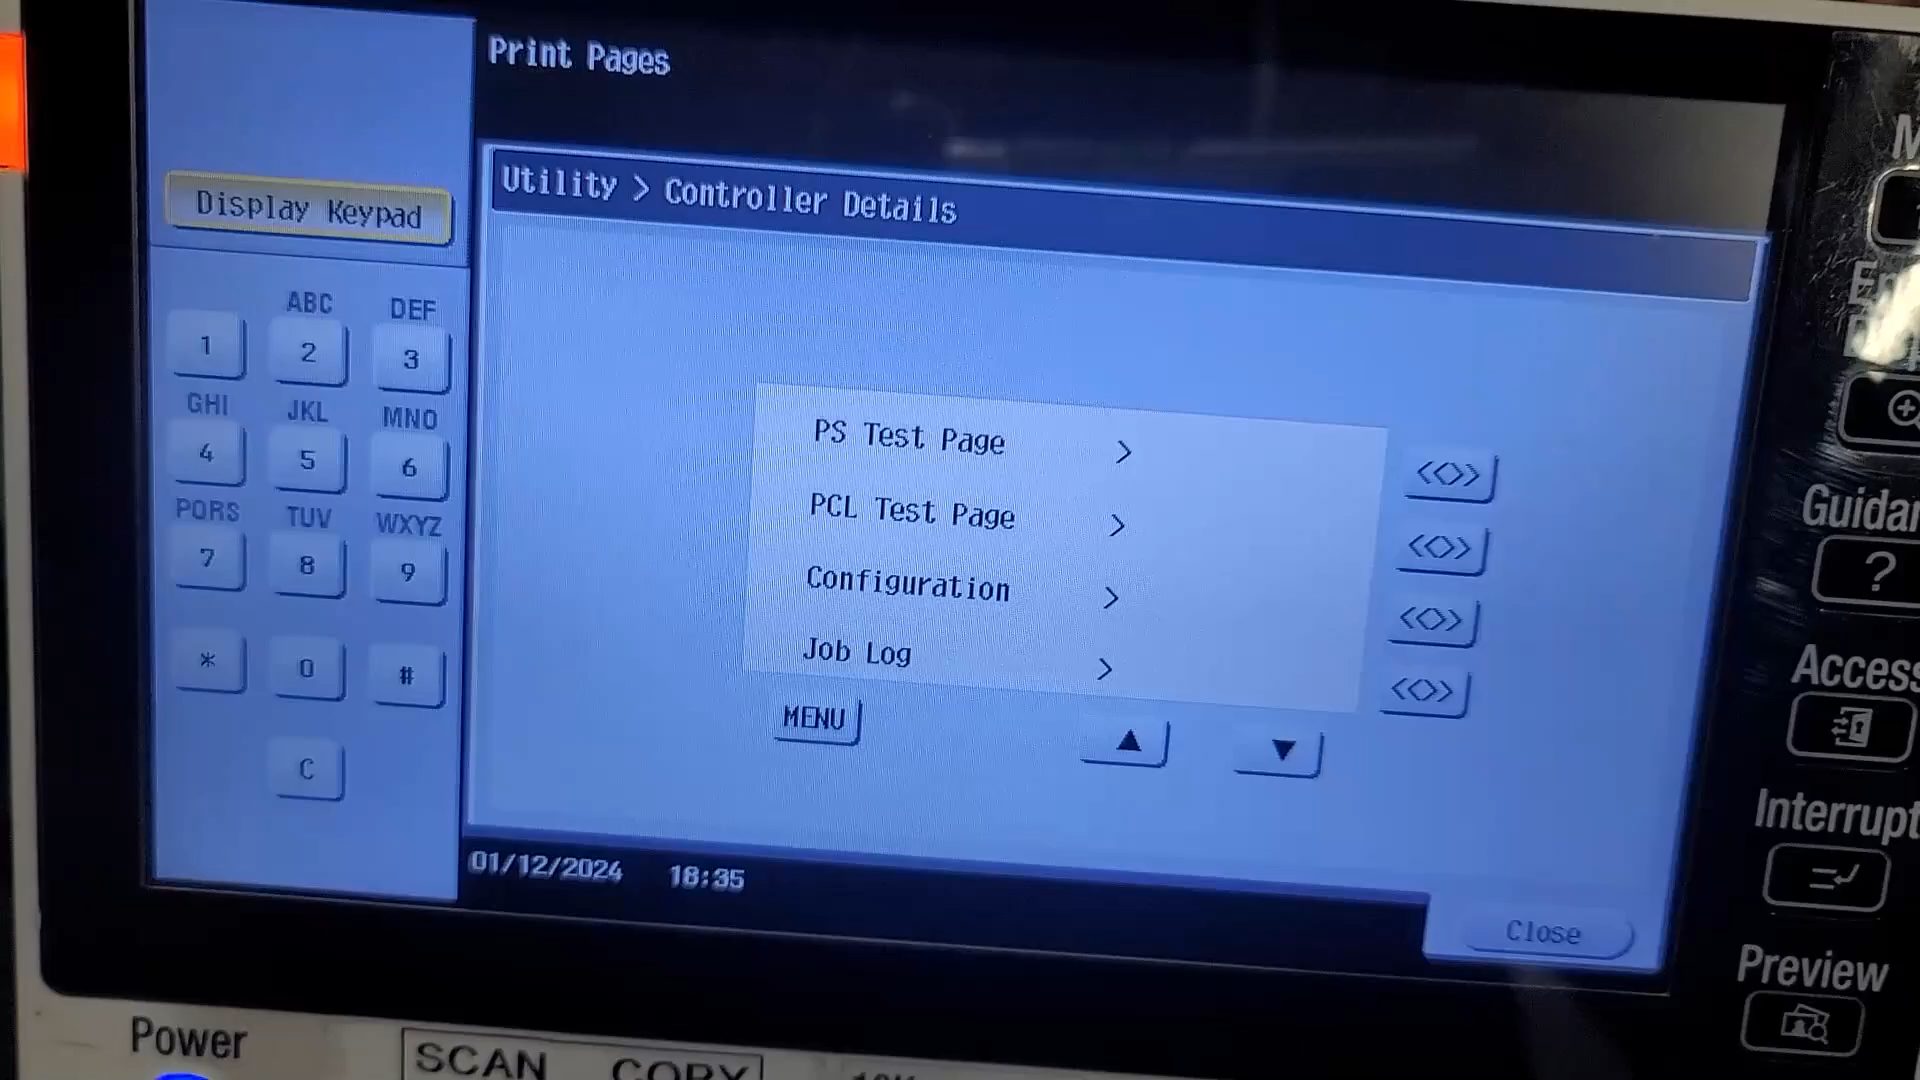 Print Pages
Utility > Controller Details
Display Keypad
ABC DEF
1 2 3
GHI JKL MNO
4 5 6
PQRS TUV WXYZ
7 8 9
* 0 #
C
PS Test Page >
PCL Test Page >
Configuration >
Job Log >
<<>>
<<>>
<<>>
<<>>
MENU ▲ ▼
01/12/2024 18:35
Close
?
Interrupt
Preview
Power
SCAN COPY